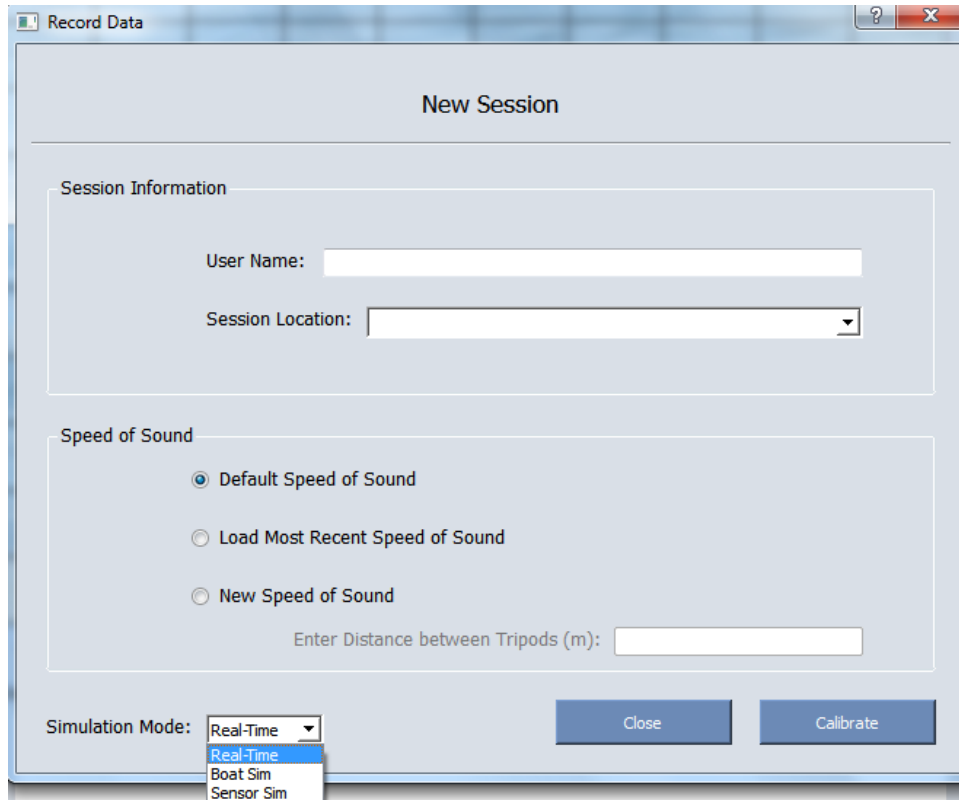 Record Data
New Session
Session Information
User Name:
Session Location:
Speed of Sound
Default Speed of Sound
Load Most Recent Speed of Sound
New Speed of Sound
Enter Distance between Tripods (m):
Simulation Mode: Real-Time Close Calibrate
Real-Time
Boat Sim
Sensor Sim